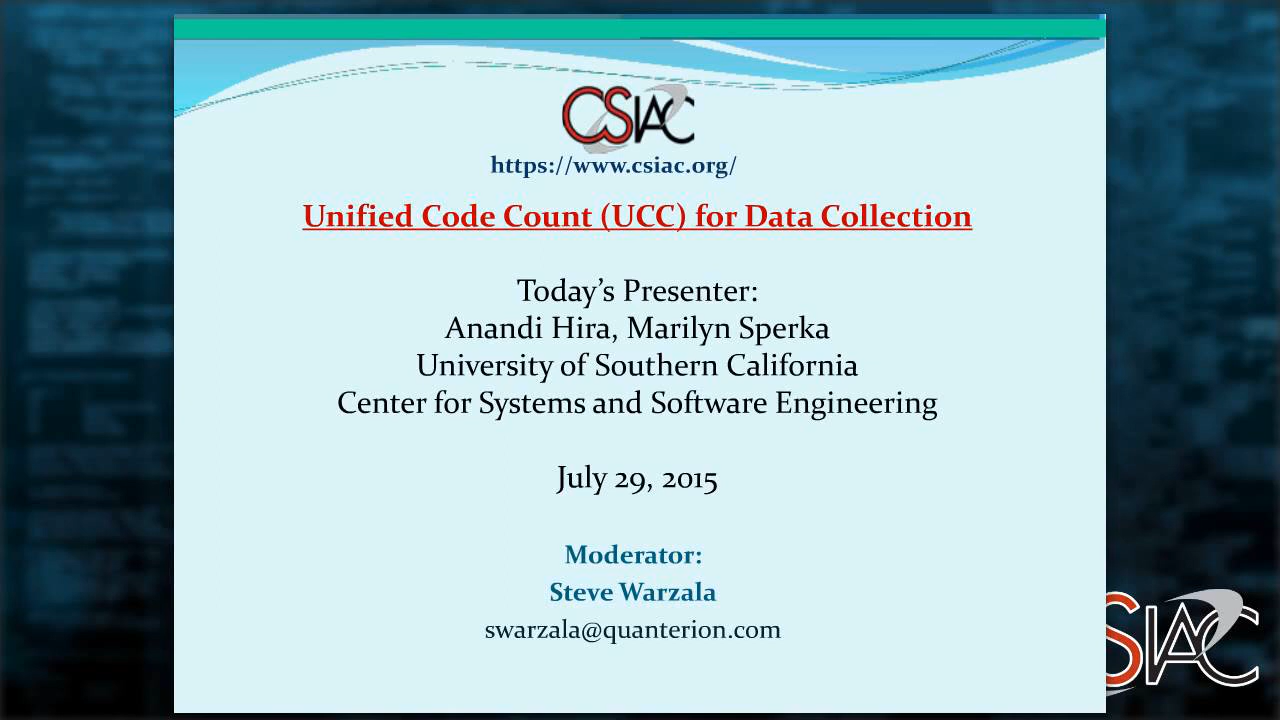 CSIAC
https://www.csiac.org/
Unified Code Count (UCC) for Data Collection
Today's Presenter:
Anandi Hira, Marilyn Sperka
University of Southern California
Center for Systems and Software Engineering
July 29, 2015
Moderator:
Steve Warzala
swarzala@quanterion.com
SIAC